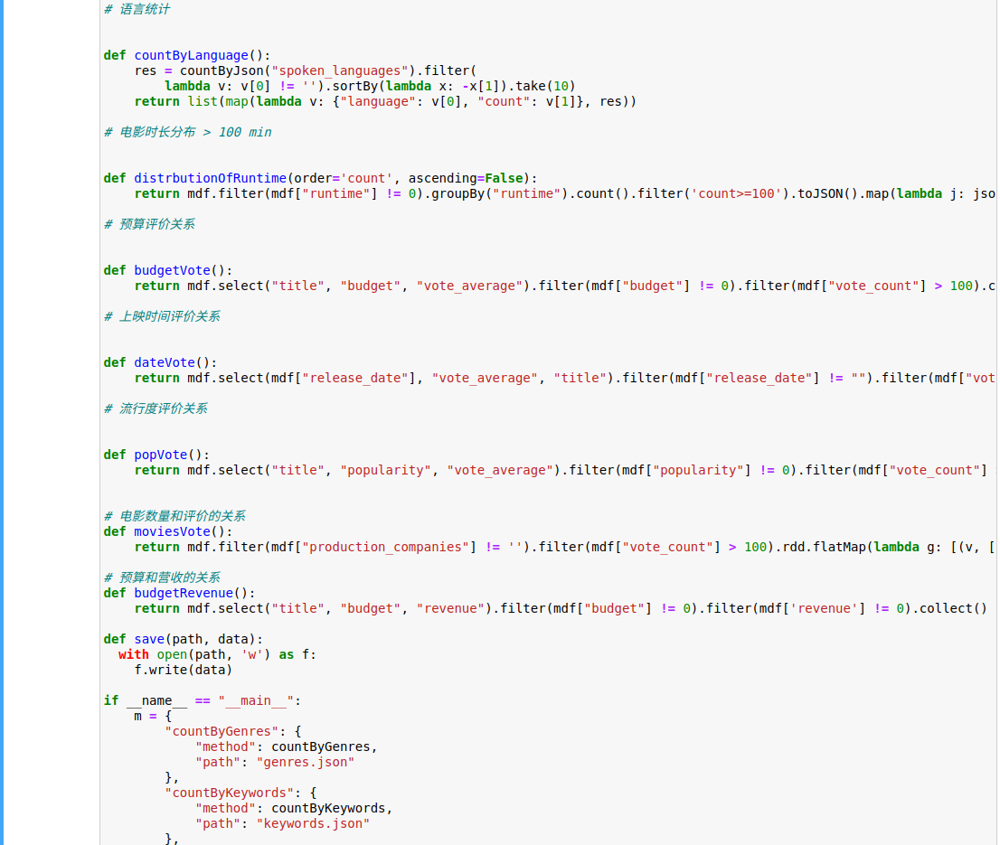 # 语言统计
def countByLanguage():
    res = countByJson("spoken_languages").filter(
        lambda v: v[0] != '').sortBy(lambda x: -x[1]).take(10)
    return list(map(lambda v: {"language": v[0], "count": v[1]}, res))
# 电影时长分布 > 100 min
def distrbutionOfRuntime(order='count', ascending=False):
    return mdf.filter(mdf["runtime"] != 0).groupBy("runtime").count().filter('count>=100').toJSON().map(lambda j: jso
# 预算评价关系
def budgetVote():
    return mdf.select("title", "budget", "vote_average").filter(mdf["budget"] != 0).filter(mdf["vote_count"] > 100).c
# 上映时间评价关系
def dateVote():
    return mdf.select(mdf["release_date"], "vote_average", "title").filter(mdf["release_date"] != "").filter(mdf["vot
# 流行度评价关系
def popVote():
    return mdf.select("title", "popularity", "vote_average").filter(mdf["popularity"] != 0).filter(mdf["vote_count"]
# 电影数量和评价的关系
def moviesVote():
    return mdf.filter(mdf["production_companies"] != '').filter(mdf["vote_count"] > 100).rdd.flatMap(lambda g: [(v, [
# 预算和营收的关系
def budgetRevenue():
    return mdf.select("title", "budget", "revenue").filter(mdf["budget"] != 0).filter(mdf['revenue'] != 0).collect()
def save(path, data):
  with open(path, 'w') as f:
    f.write(data)
if __name__ == "__main__":
    m = {
        "countByGenres": {
            "method": countByGenres,
            "path": "genres.json"
        },
        "countByKeywords": {
            "method": countByKeywords,
            "path": "keywords.json"
        },